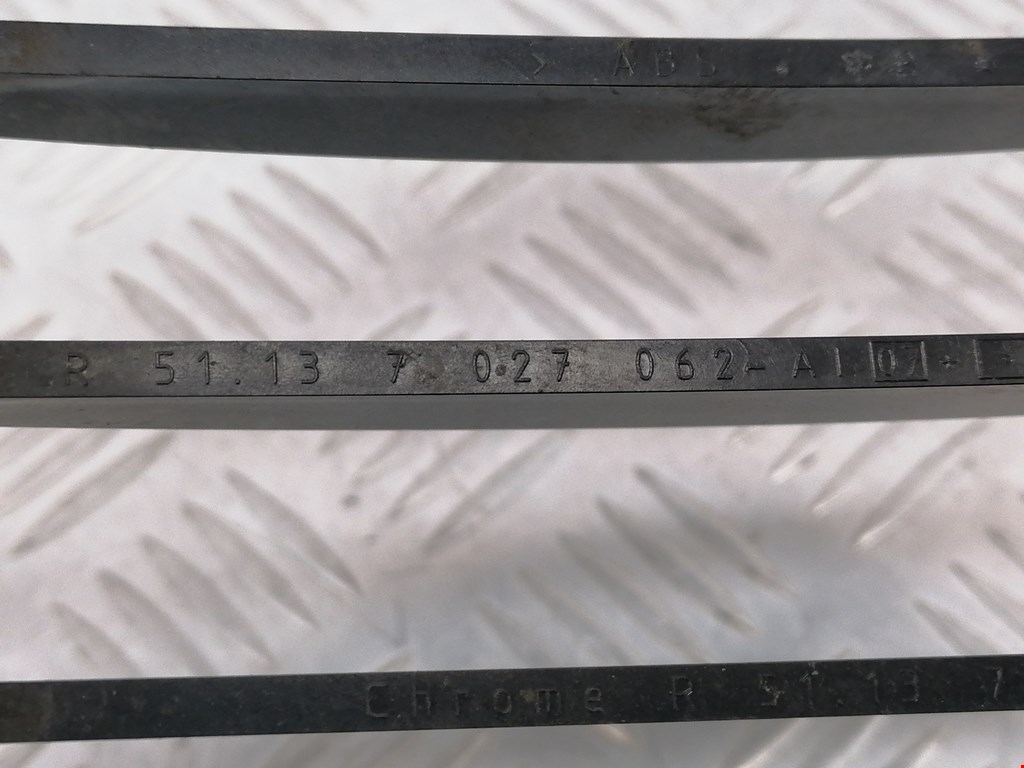 > ABS
R 51.13 7 027 062-AI 07
Chrome R 51.13 7